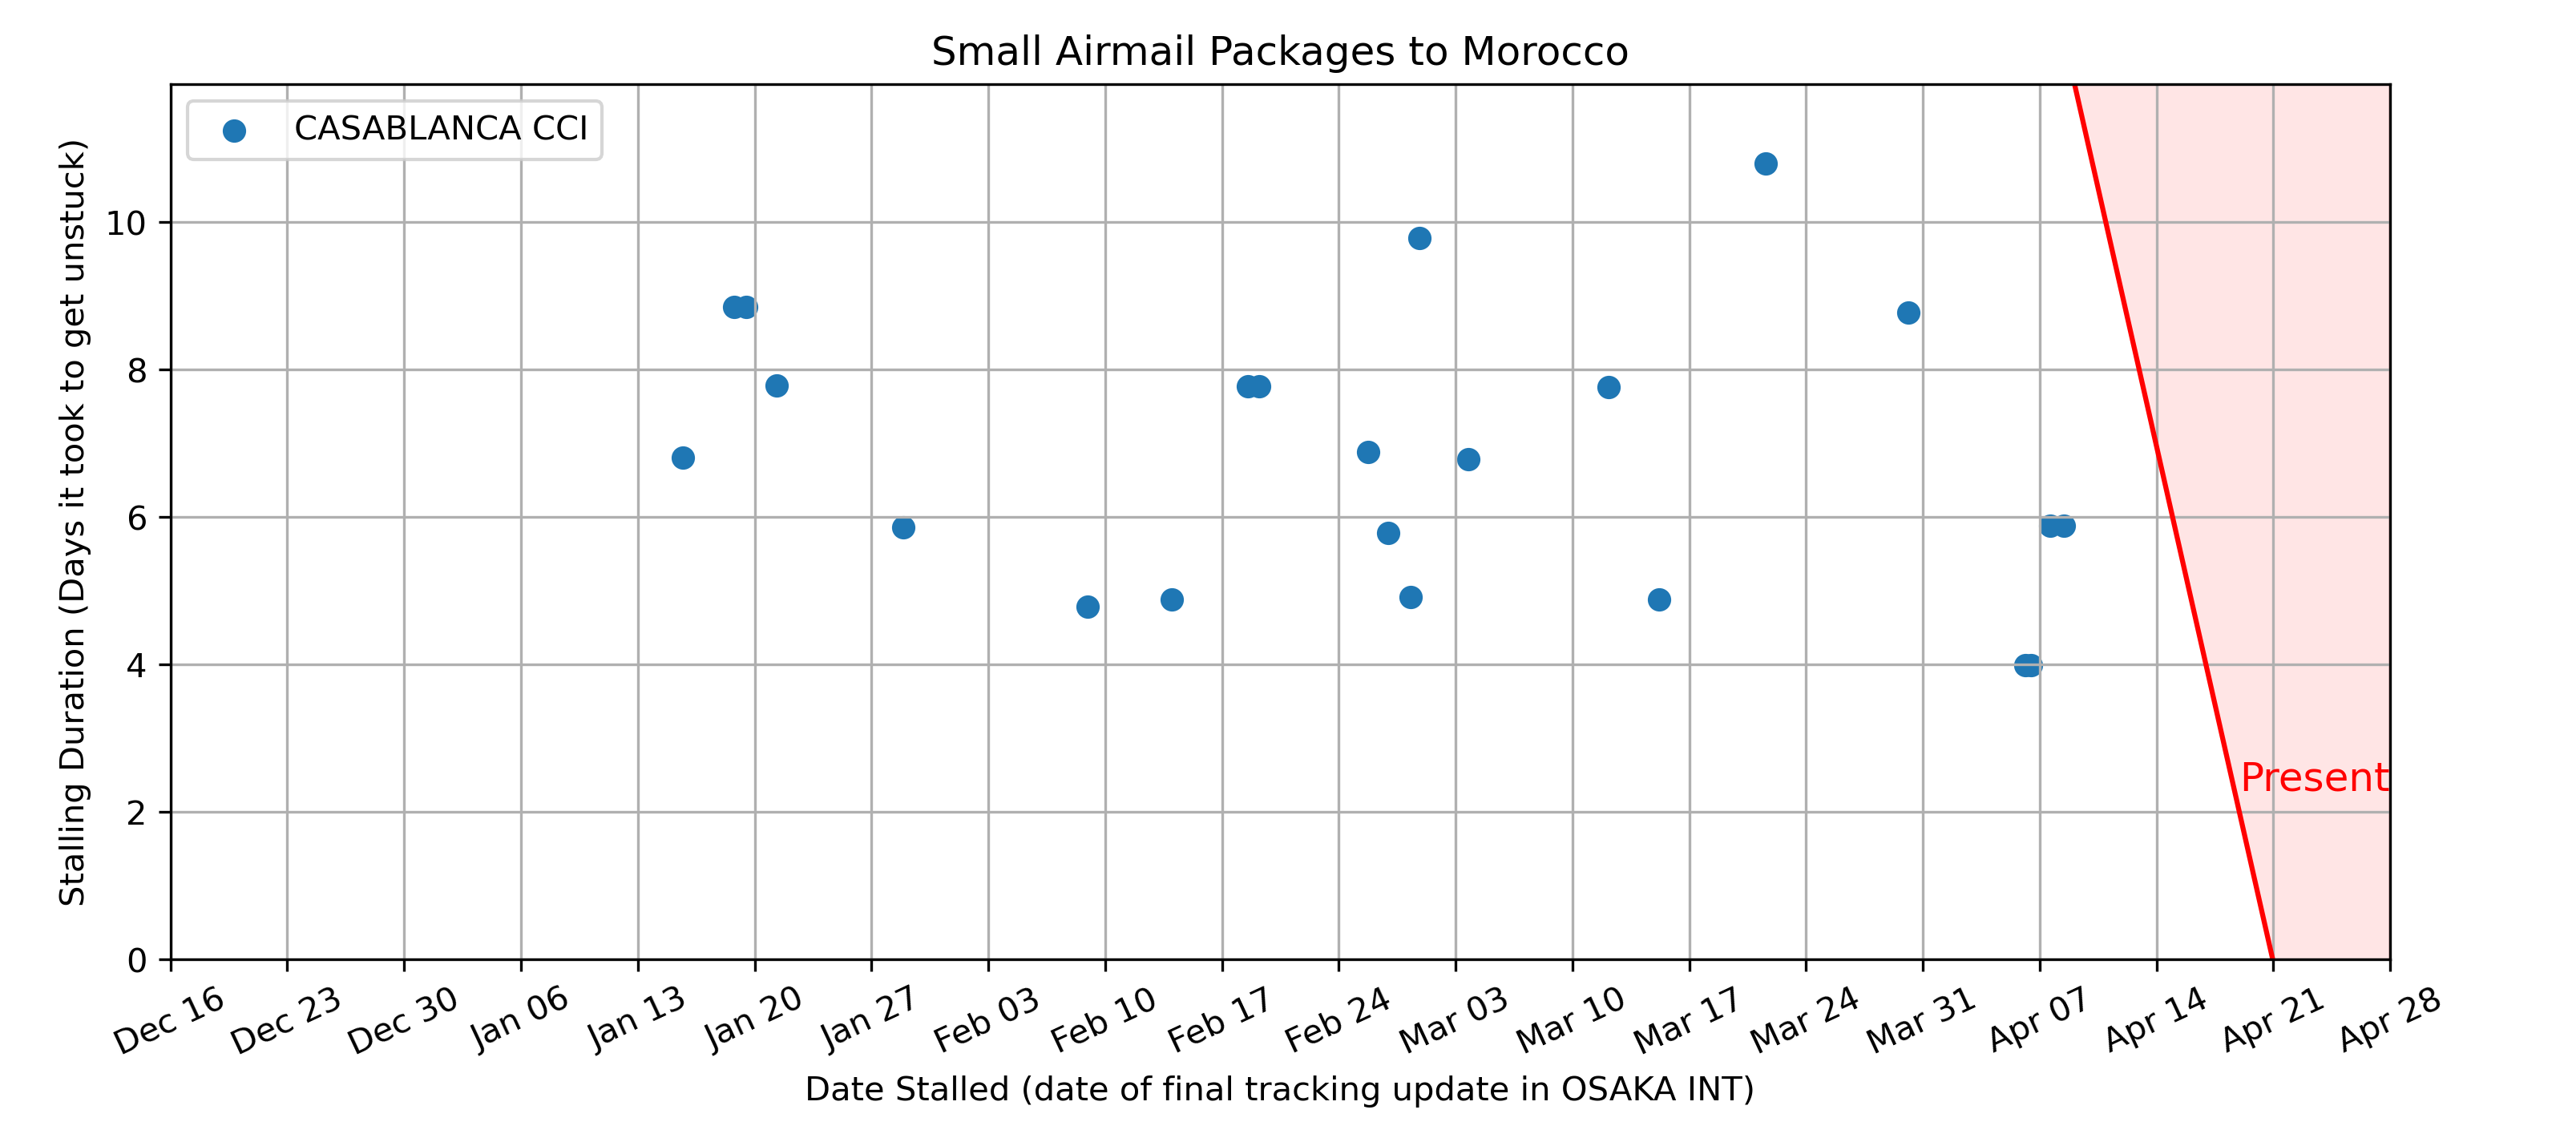 Small Airmail Packages to Morocco
CASABLANCA CCI
Stalling Duration (Days it took to get unstuck)
10
8
6
4
2
0
Present
Dec 16
Dec 23
Dec 30
Jan 06
Jan 13
Jan 20
Jan 27
Feb 03
Feb 10
Feb 17
Feb 24
Mar 03
Mar 10
Mar 17
Mar 24
Mar 31
Apr 07
Apr 14
Apr 21
Apr 28
Date Stalled (date of final tracking update in OSAKA INT)